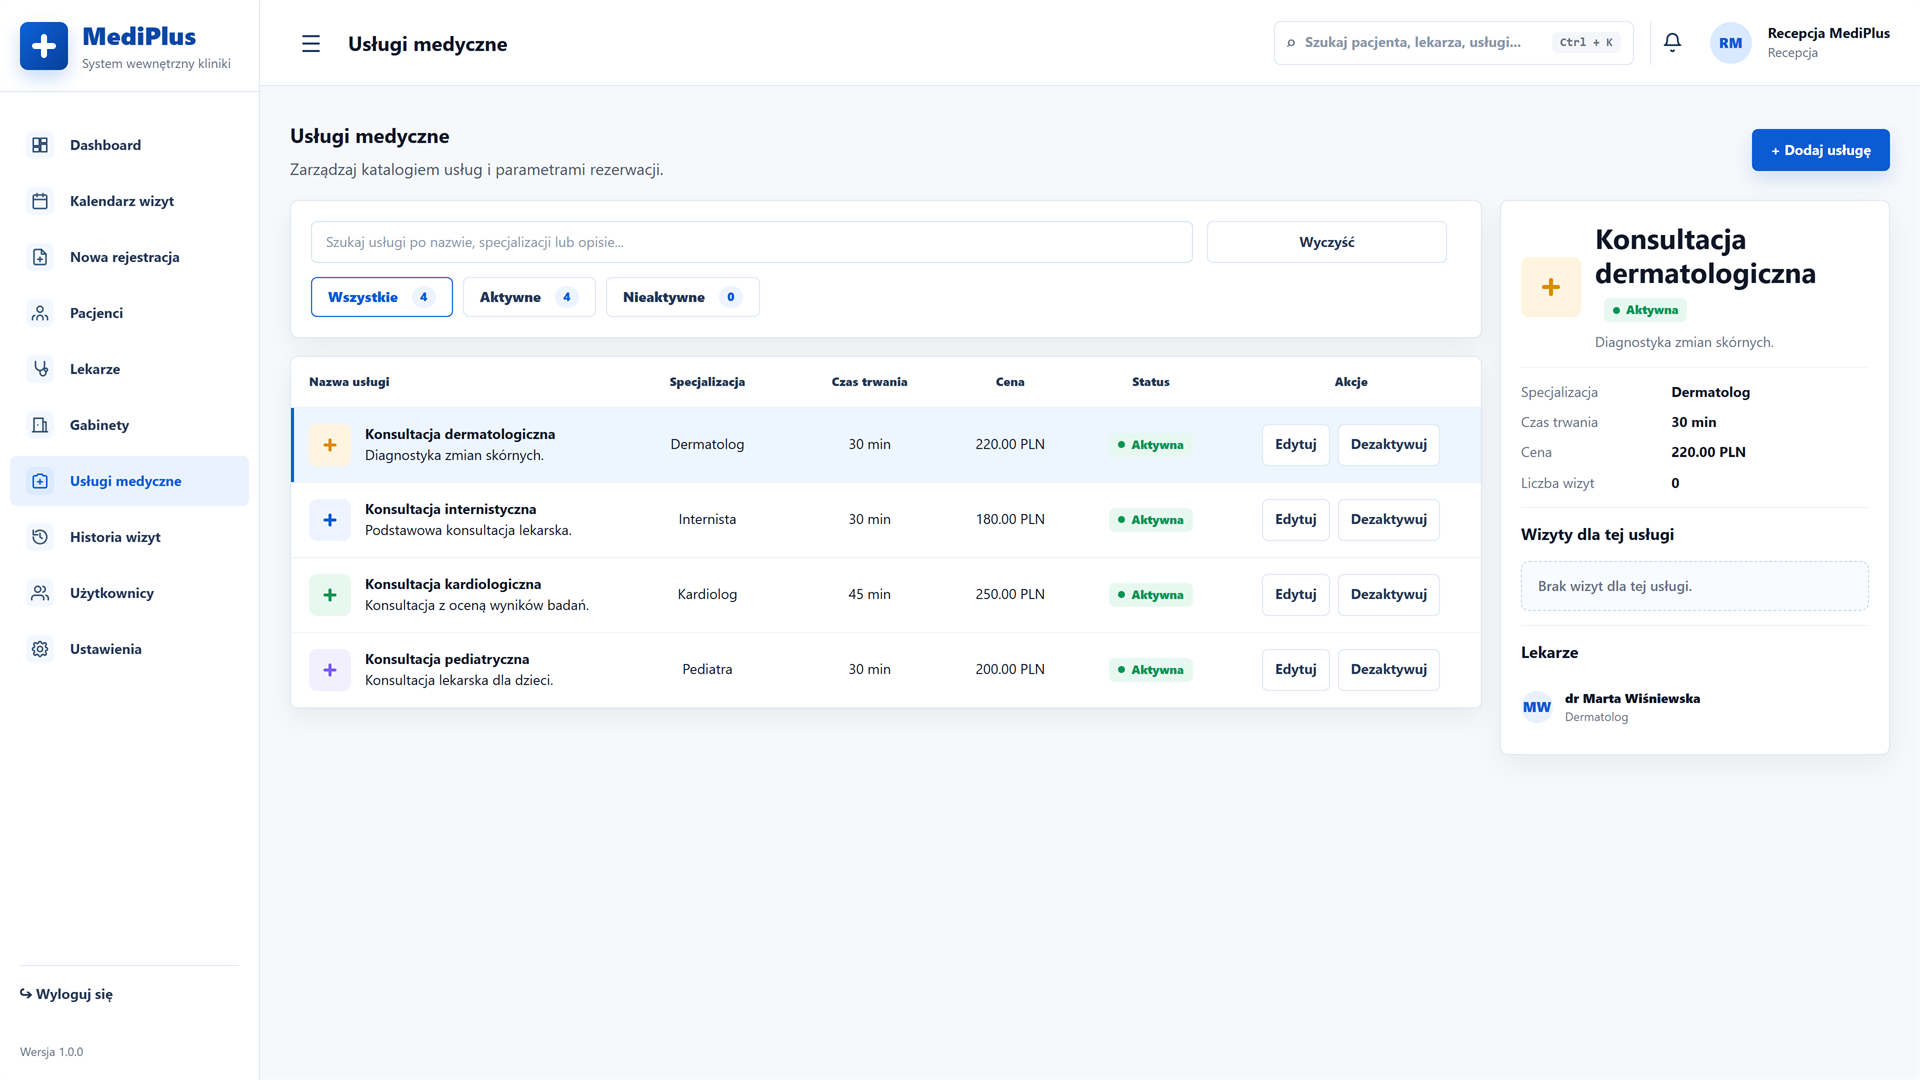 MediPlus
System wewnętrzny kliniki
Dashboard
Kalendarz wizyt
Nowa rejestracja
Pacjenci
Lekarze
Gabinety
Usługi medyczne
Historia wizyt
Użytkownicy
Ustawienia
Wyloguj się
Wersja 1.0.0
Usługi medyczne
Szukaj pacjenta, lekarza, usługi...
Ctrl + K
RM
Recepcja MediPlus
Recepcja
Usługi medyczne
Zarządzaj katalogiem usług i parametrami rezerwacji.
+ Dodaj usługę
Szukaj usługi po nazwie, specjalizacji lub opisie...
Wyczyść
Wszystkie 4
Aktywne 4
Nieaktywne 0
Nazwa usługi Specjalizacja Czas trwania Cena Status Akcje
Konsultacja dermatologiczna
Diagnostyka zmian skórnych.
Dermatolog 30 min 220.00 PLN Aktywna Edytuj Dezaktywuj
Konsultacja internistyczna
Podstawowa konsultacja lekarska.
Internista 30 min 180.00 PLN Aktywna Edytuj Dezaktywuj
Konsultacja kardiologiczna
Konsultacja z oceną wyników badań.
Kardiolog 45 min 250.00 PLN Aktywna Edytuj Dezaktywuj
Konsultacja pediatryczna
Konsultacja lekarska dla dzieci.
Pediatra 30 min 200.00 PLN Aktywna Edytuj Dezaktywuj
Konsultacja
dermatologiczna
Aktywna
Diagnostyka zmian skórnych.
Specjalizacja Dermatolog
Czas trwania 30 min
Cena 220.00 PLN
Liczba wizyt 0
Wizyty dla tej usługi
Brak wizyt dla tej usługi.
Lekarze
MW
dr Marta Wiśniewska
Dermatolog